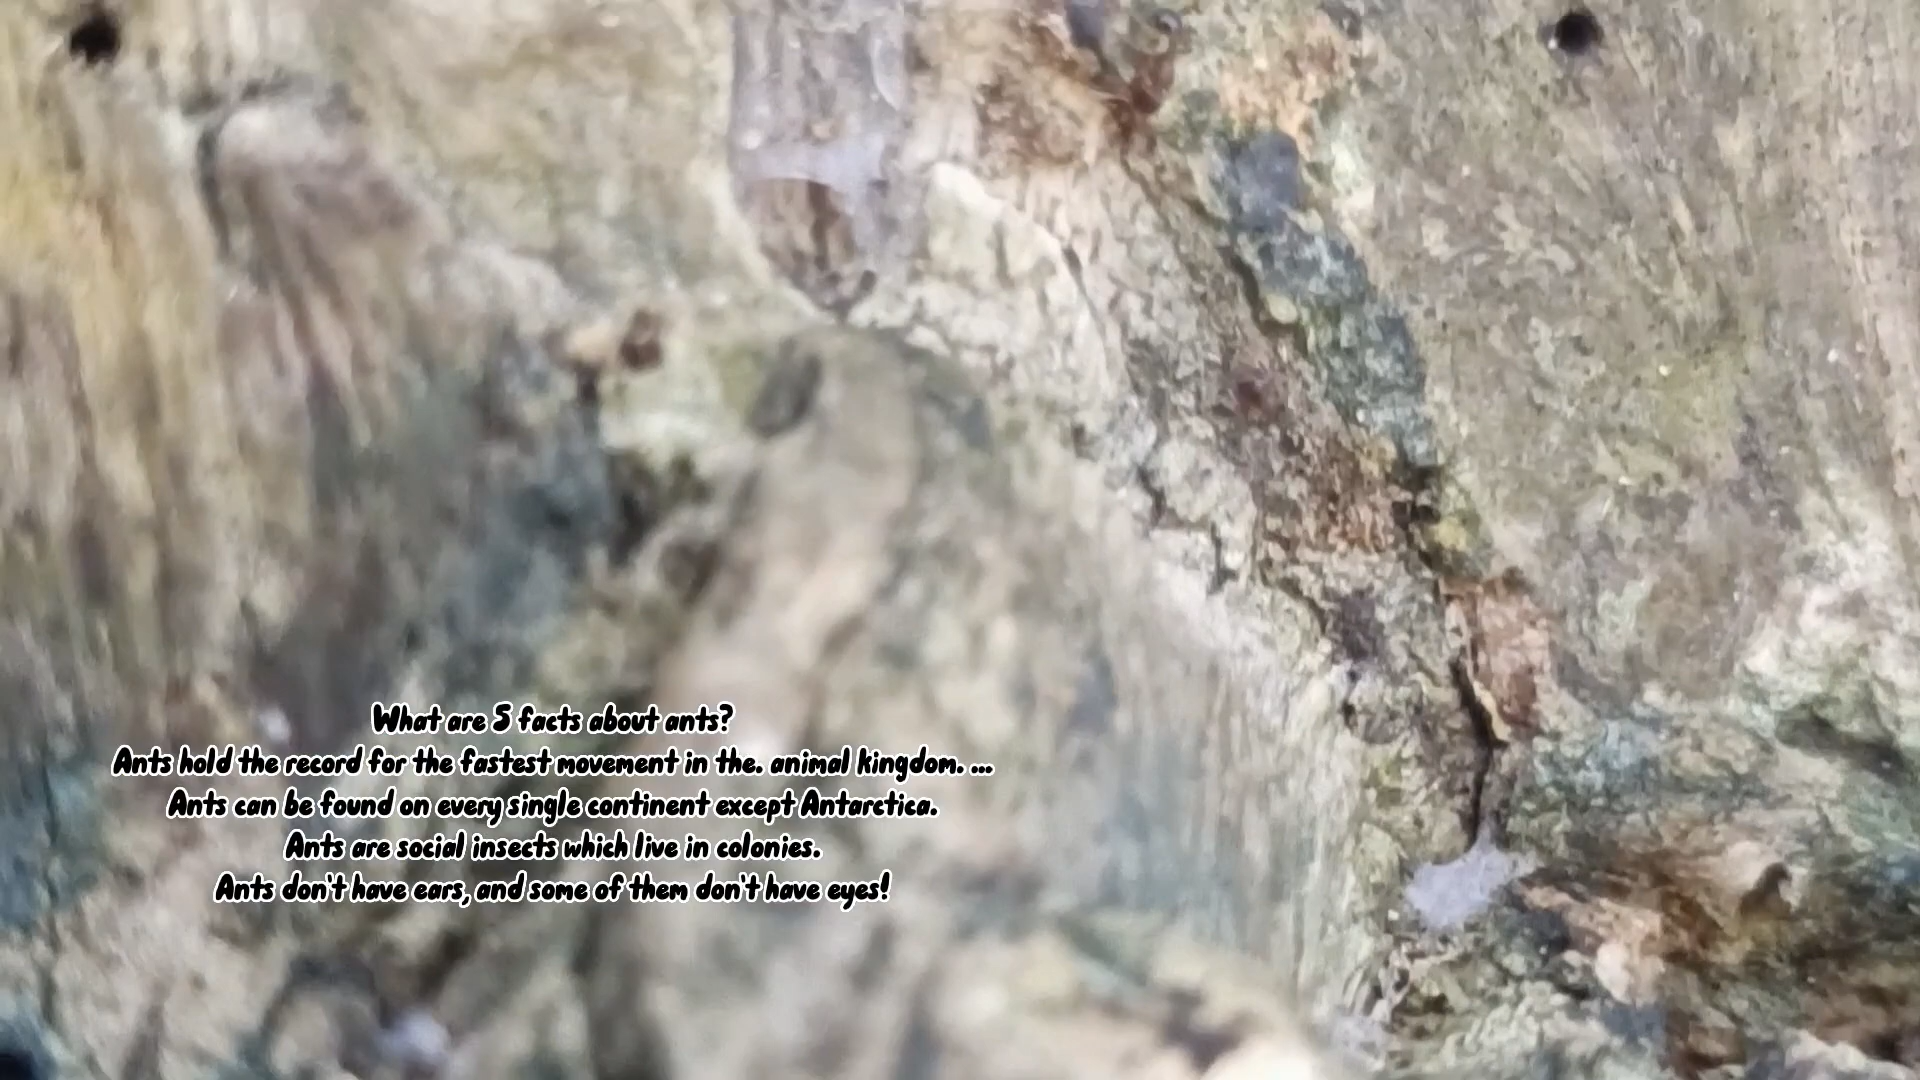 What are 5 facts about ants?
Ants hold the record for the fastest movement in the. animal kingdom. ...
Ants can be found on every single continent except Antarctica.
Ants are social insects which live in colonies.
Ants don't have ears, and some of them don't have eyes!